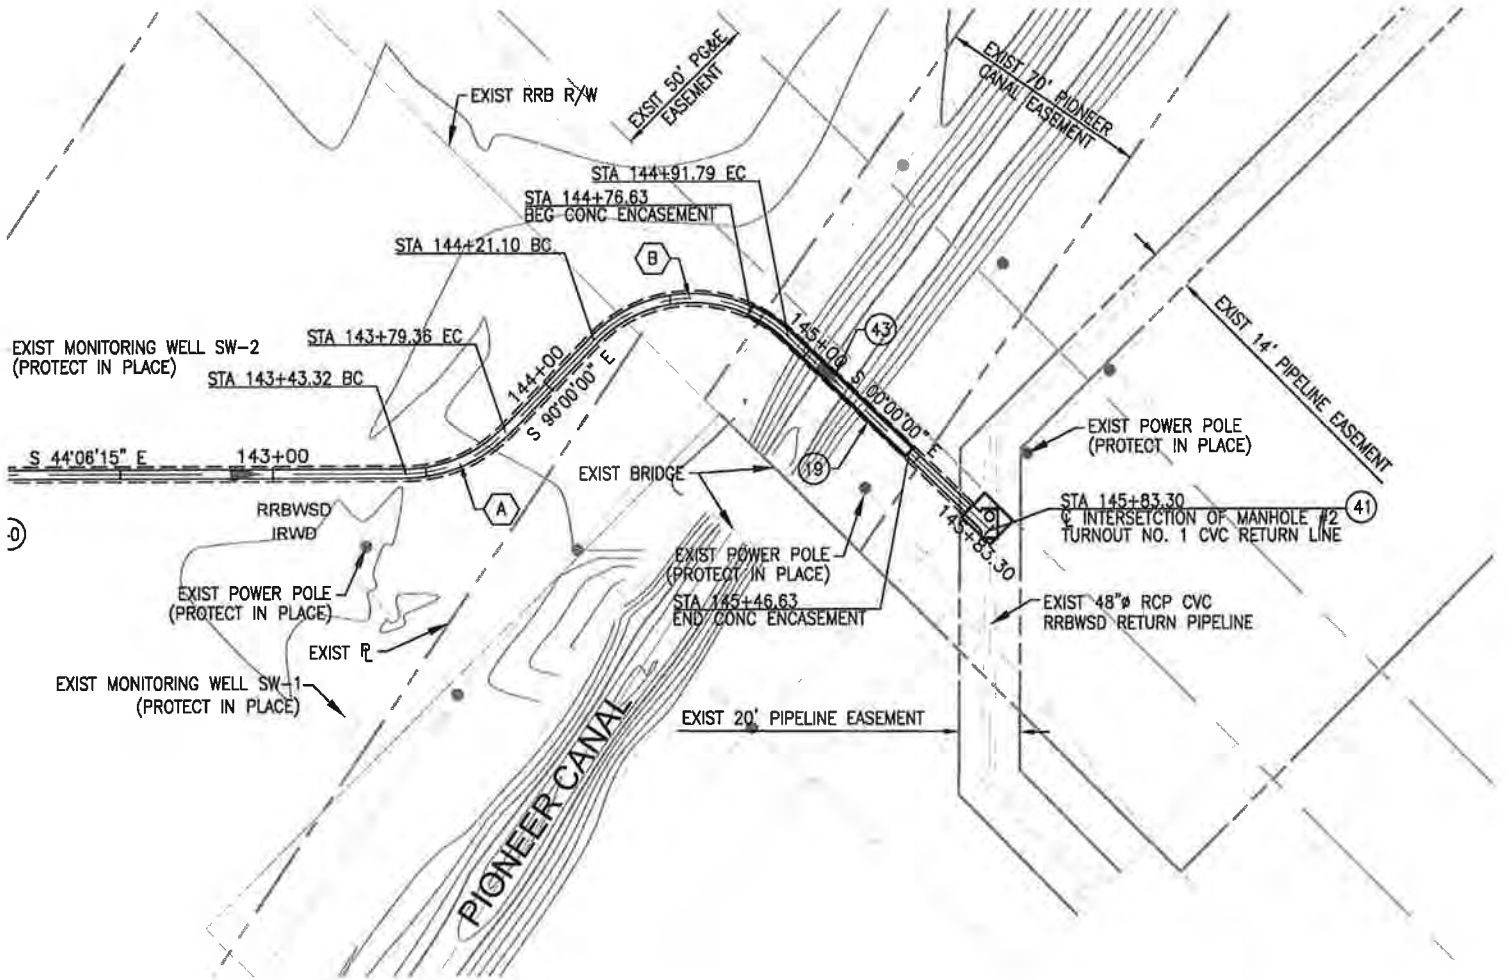 EXIST RRB R/W
EXSIT 50' PG&E
EASEMENT
EXIST 70' PIONEER
CANAL EASEMENT
STA 144+91.79 EC
STA 144+76.63
BEG CONC ENCASEMENT
STA 144+21.10 BC
B
EXIST MONITORING WELL SW-2
(PROTECT IN PLACE)
STA 143+79.36 EC
STA 143+43.32 BC
144+00
S 90°00'00" E
145+00
43
S 00°00'00" E
EXIST 14' PIPELINE EASEMENT
S 44°06'15" E
143+00
A
EXIST BRIDGE
19
EXIST POWER POLE
(PROTECT IN PLACE)
RRBWSD
IRWD
STA 145+83.30
℄ INTERSETCTION OF MANHOLE #2
TURNOUT NO. 1 CVC RETURN LINE
41
145+83.30
EXIST POWER POLE
(PROTECT IN PLACE)
EXIST POWER POLE
(PROTECT IN PLACE)
STA 145+46.63
END CONC ENCASEMENT
EXIST 48"ø RCP CVC
RRBWSD RETURN PIPELINE
EXIST ⅊
EXIST MONITORING WELL SW-1
(PROTECT IN PLACE)
EXIST 20' PIPELINE EASEMENT
PIONEER CANAL